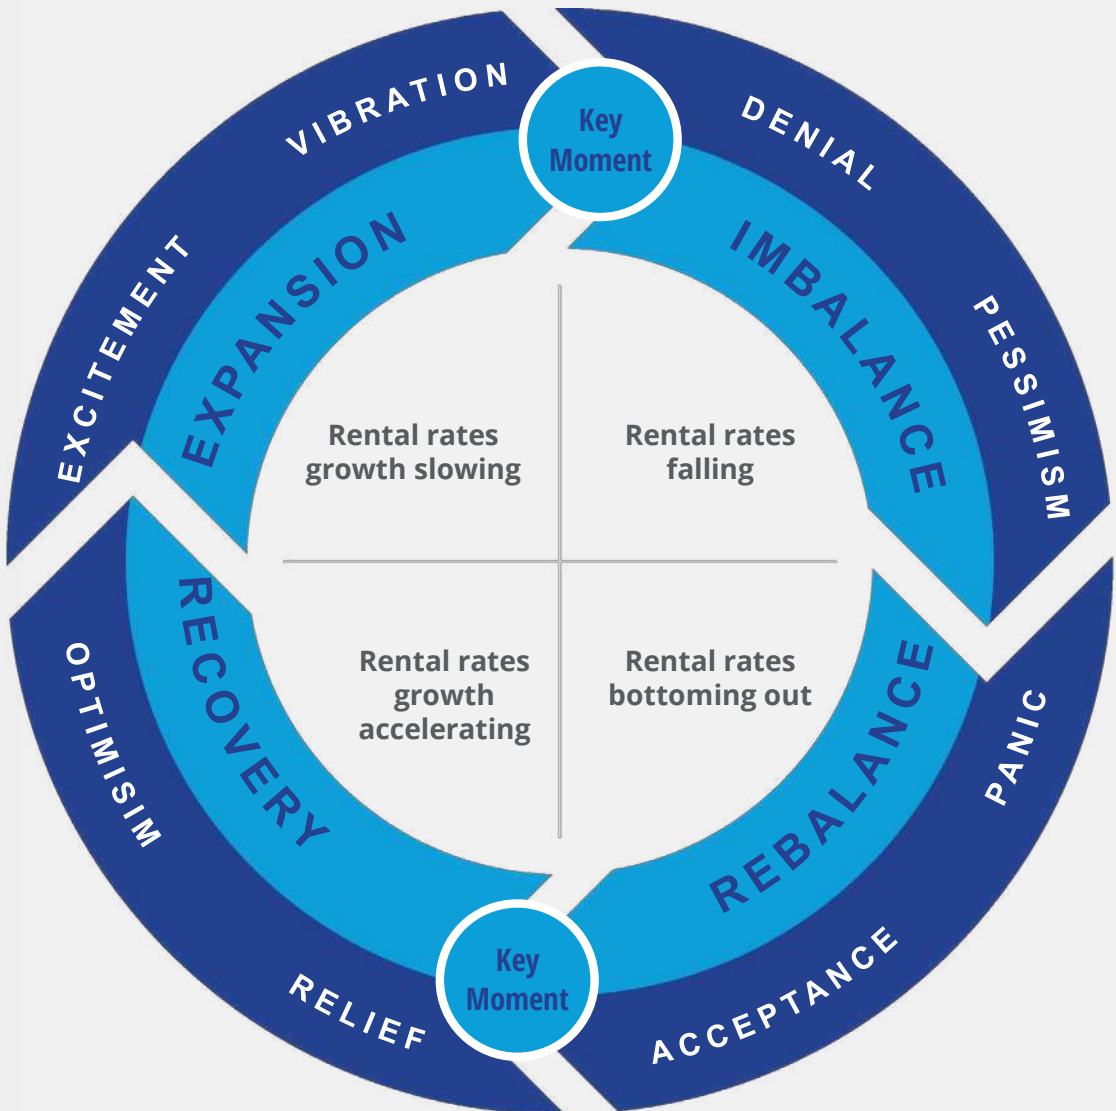 VIBRATION
DENIAL
Key
Moment
EXCITEMENT
EXPANSION
IMBALANCE
PESSIMISM
Rental rates
growth slowing
Rental rates
falling
Rental rates
growth
accelerating
Rental rates
bottoming out
OPTIMISIM
RECOVERY
REBALANCE
PANIC
RELIEF
Key
Moment
ACCEPTANCE